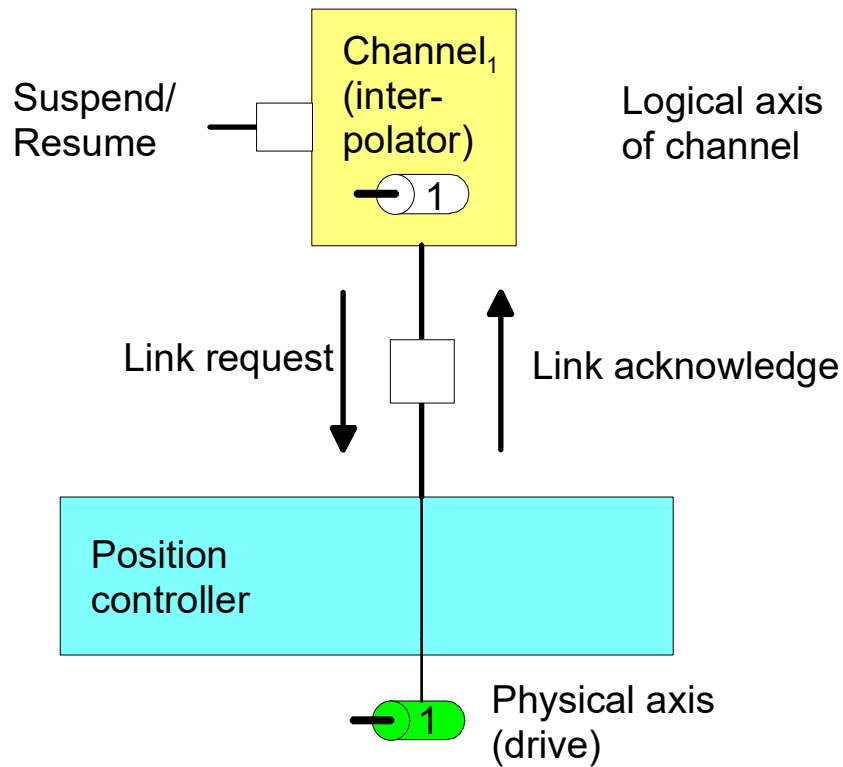 Channel₁
(inter-
polator)
1
Suspend/
Resume
Logical axis
of channel
Link request
Link acknowledge
Position
controller
1
Physical axis
(drive)